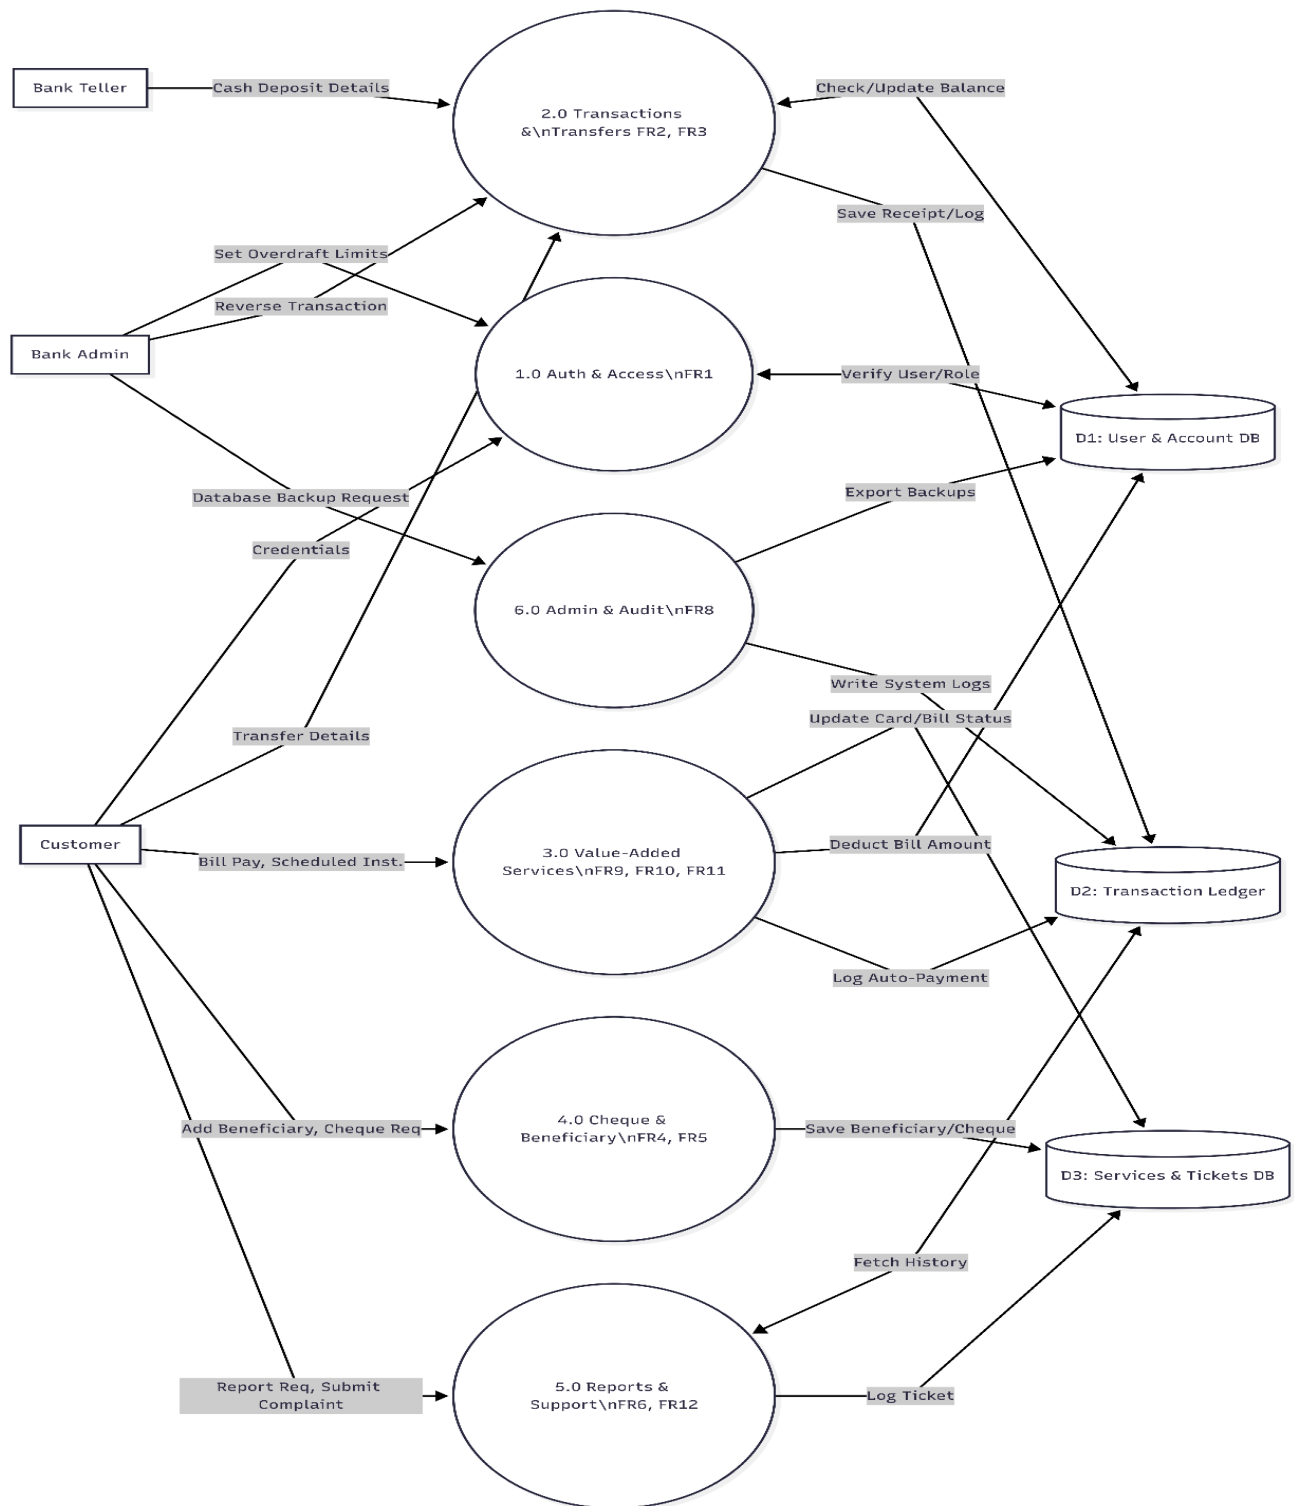 Bank Teller
Cash Deposit Details
2.0 Transactions
&\nTransfers FR2, FR3
Check/Update Balance
Save Receipt/Log
Set Overdraft Limits
Reverse Transaction
Bank Admin
1.0 Auth & Access\nFR1
Verify User/Role
D1: User & Account DB
Database Backup Request
Export Backups
Credentials
6.0 Admin & Audit\nFR8
Write System Logs
Update Card/Bill Status
Transfer Details
Customer
Bill Pay, Scheduled Inst.
3.0 Value-Added
Services\nFR9, FR10, FR11
Deduct Bill Amount
D2: Transaction Ledger
Log Auto-Payment
Add Beneficiary, Cheque Req
4.0 Cheque &
Beneficiary\nFR4, FR5
Save Beneficiary/Cheque
D3: Services & Tickets DB
Fetch History
Report Req, Submit
Complaint
5.0 Reports &
Support\nFR6, FR12
Log Ticket